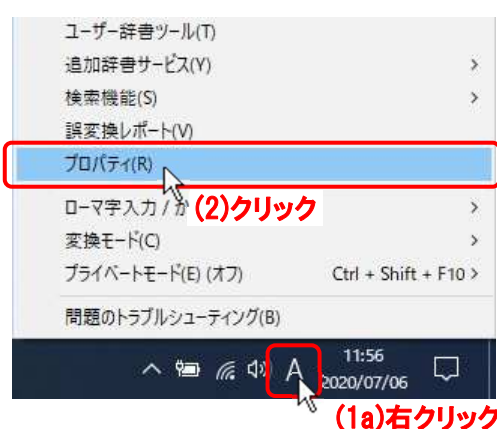 ユーザー辞書ツール(T)
追加辞書サービス(Y) >
検索機能(S) >
誤変換レポート(V)
プロパティ(R)
(2)クリック
ローマ字入力 / か >
変換モード(C) >
プライベートモード(E) (オフ) Ctrl + Shift + F10 >
問題のトラブルシューティング(B)
A
11:56
2020/07/06
(1a)右クリック